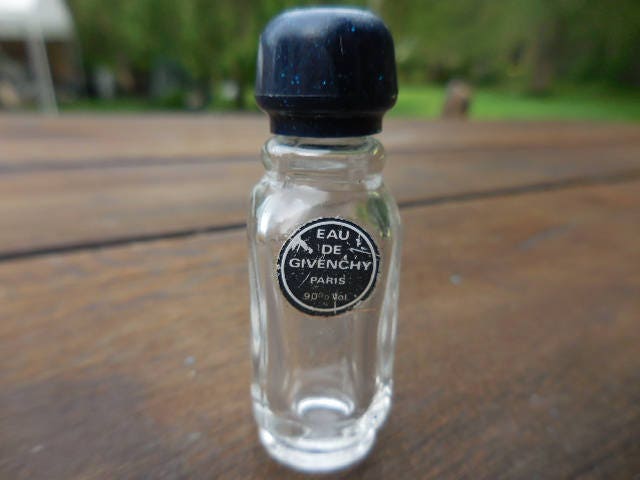 EAU
DE
GIVENCHY
PARIS
90% Vol.